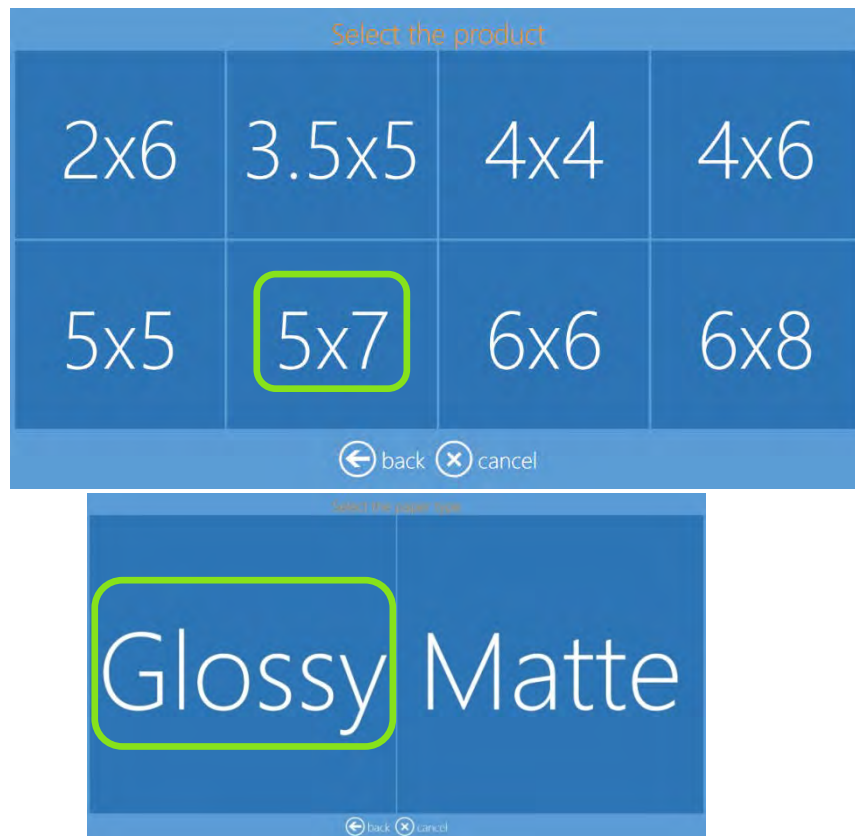 Select the product
2x6 3.5x5 4x4 4x6
5x5 5x7 6x6 6x8
back cancel
Select the paper type
Glossy Matte
back cancel